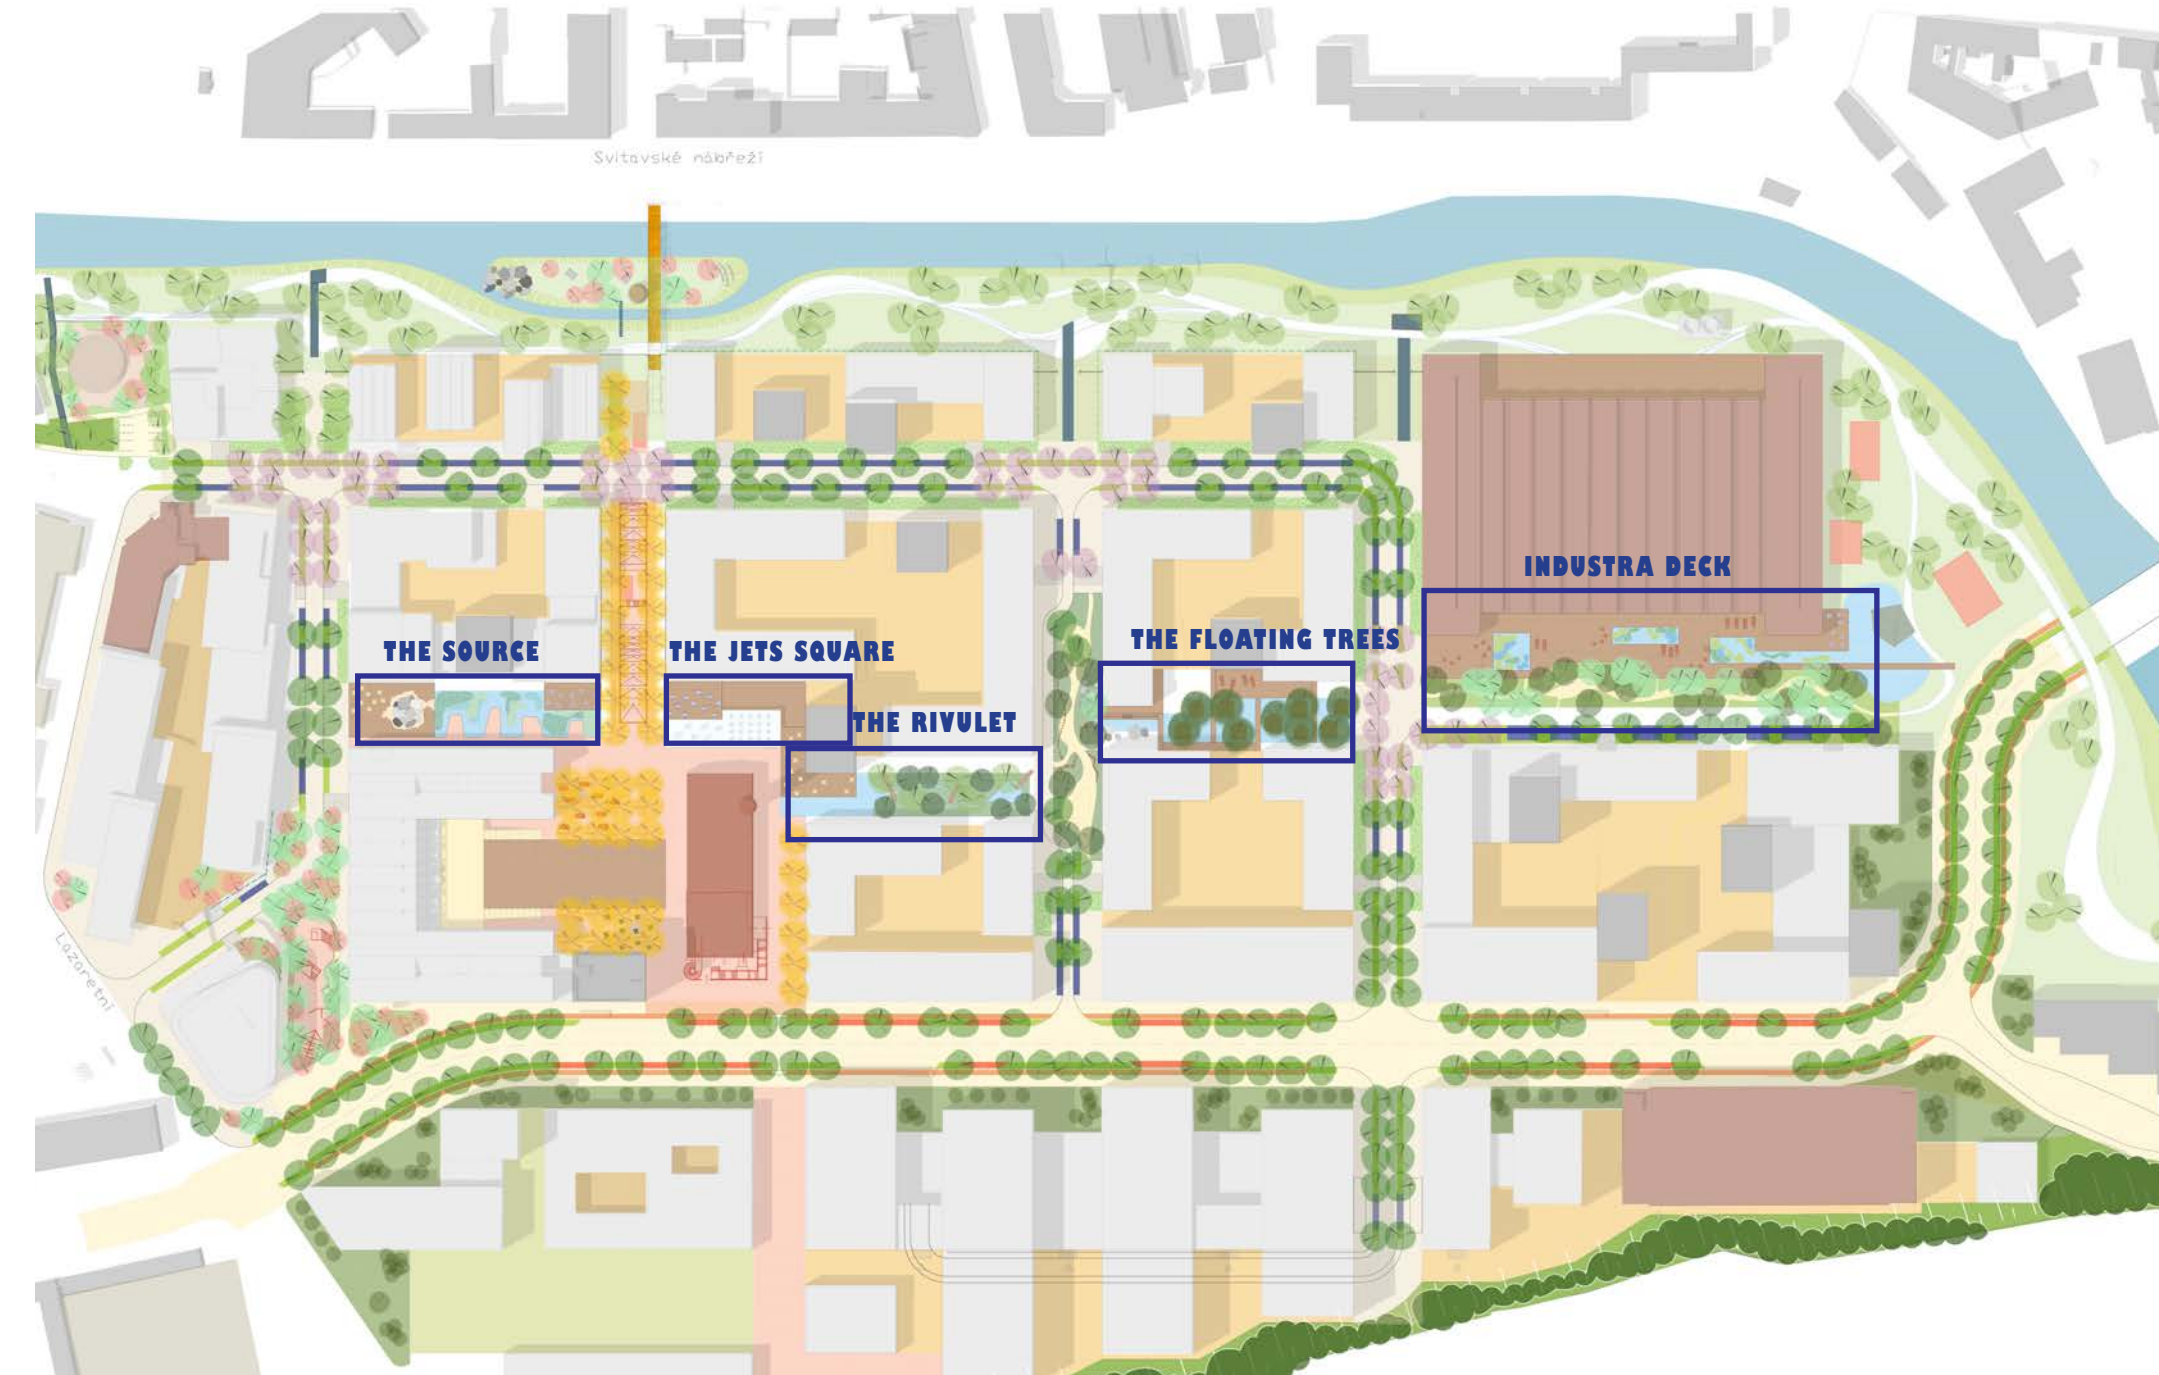 Svitavské nábřeží
INDUSTRA DECK
THE SOURCE
THE JETS SQUARE
THE FLOATING TREES
THE RIVULET
Lazaretní